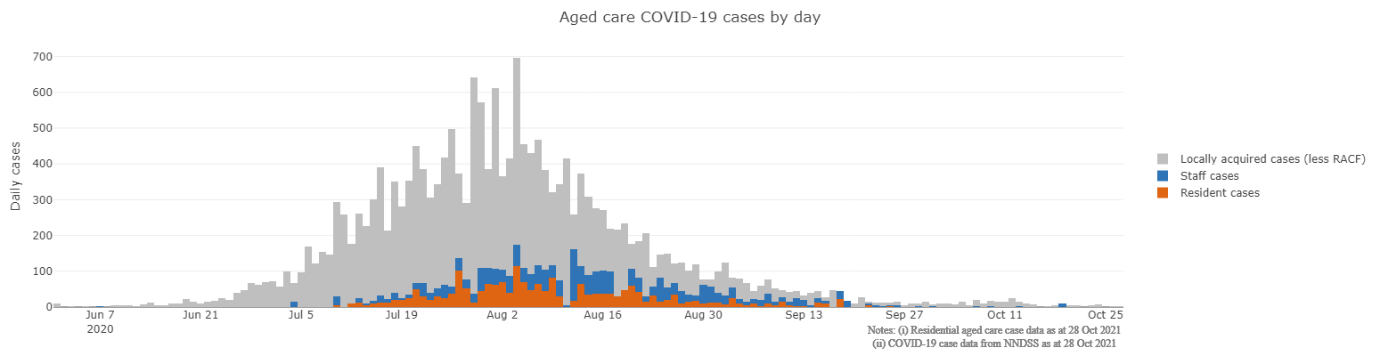 Aged care COVID-19 cases by day
700
600
500
400
300
200
100
0
Daily cases
Jun 7
2020
Jun 21
Jul 5
Jul 19
Aug 2
Aug 16
Aug 30
Sep 13
Sep 27
Oct 11
Oct 25
Locally acquired cases (less RACF)
Staff cases
Resident cases
Notes: (i) Residential aged care case data as at 28 Oct 2021
(ii) COVID-19 case data from NNDSS as at 28 Oct 2021